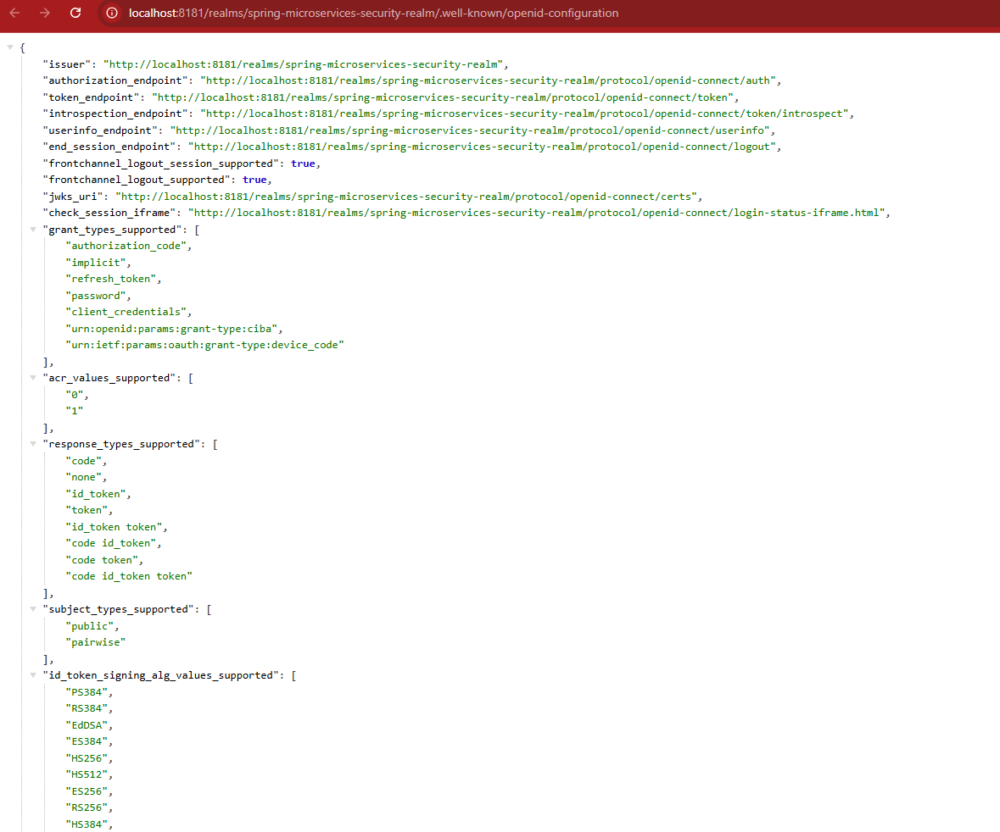 localhost:8181/realms/spring-microservices-security-realm/.well-known/openid-configuration
{
"issuer": "http://localhost:8181/realms/spring-microservices-security-realm",
"authorization_endpoint": "http://localhost:8181/realms/spring-microservices-security-realm/protocol/openid-connect/auth",
"token_endpoint": "http://localhost:8181/realms/spring-microservices-security-realm/protocol/openid-connect/token",
"introspection_endpoint": "http://localhost:8181/realms/spring-microservices-security-realm/protocol/openid-connect/token/introspect",
"userinfo_endpoint": "http://localhost:8181/realms/spring-microservices-security-realm/protocol/openid-connect/userinfo",
"end_session_endpoint": "http://localhost:8181/realms/spring-microservices-security-realm/protocol/openid-connect/logout",
"frontchannel_logout_session_supported": true,
"frontchannel_logout_supported": true,
"jwks_uri": "http://localhost:8181/realms/spring-microservices-security-realm/protocol/openid-connect/certs",
"check_session_iframe": "http://localhost:8181/realms/spring-microservices-security-realm/protocol/openid-connect/login-status-iframe.html",
"grant_types_supported": [
"authorization_code",
"implicit",
"refresh_token",
"password",
"client_credentials",
"urn:openid:params:grant-type:ciba",
"urn:ietf:params:oauth:grant-type:device_code"
],
"acr_values_supported": [
"0",
"1"
],
"response_types_supported": [
"code",
"none",
"id_token",
"token",
"id_token token",
"code id_token",
"code token",
"code id_token token"
],
"subject_types_supported": [
"public",
"pairwise"
],
"id_token_signing_alg_values_supported": [
"PS384",
"RS384",
"EdDSA",
"ES384",
"HS256",
"HS512",
"ES256",
"RS256",
"HS384",